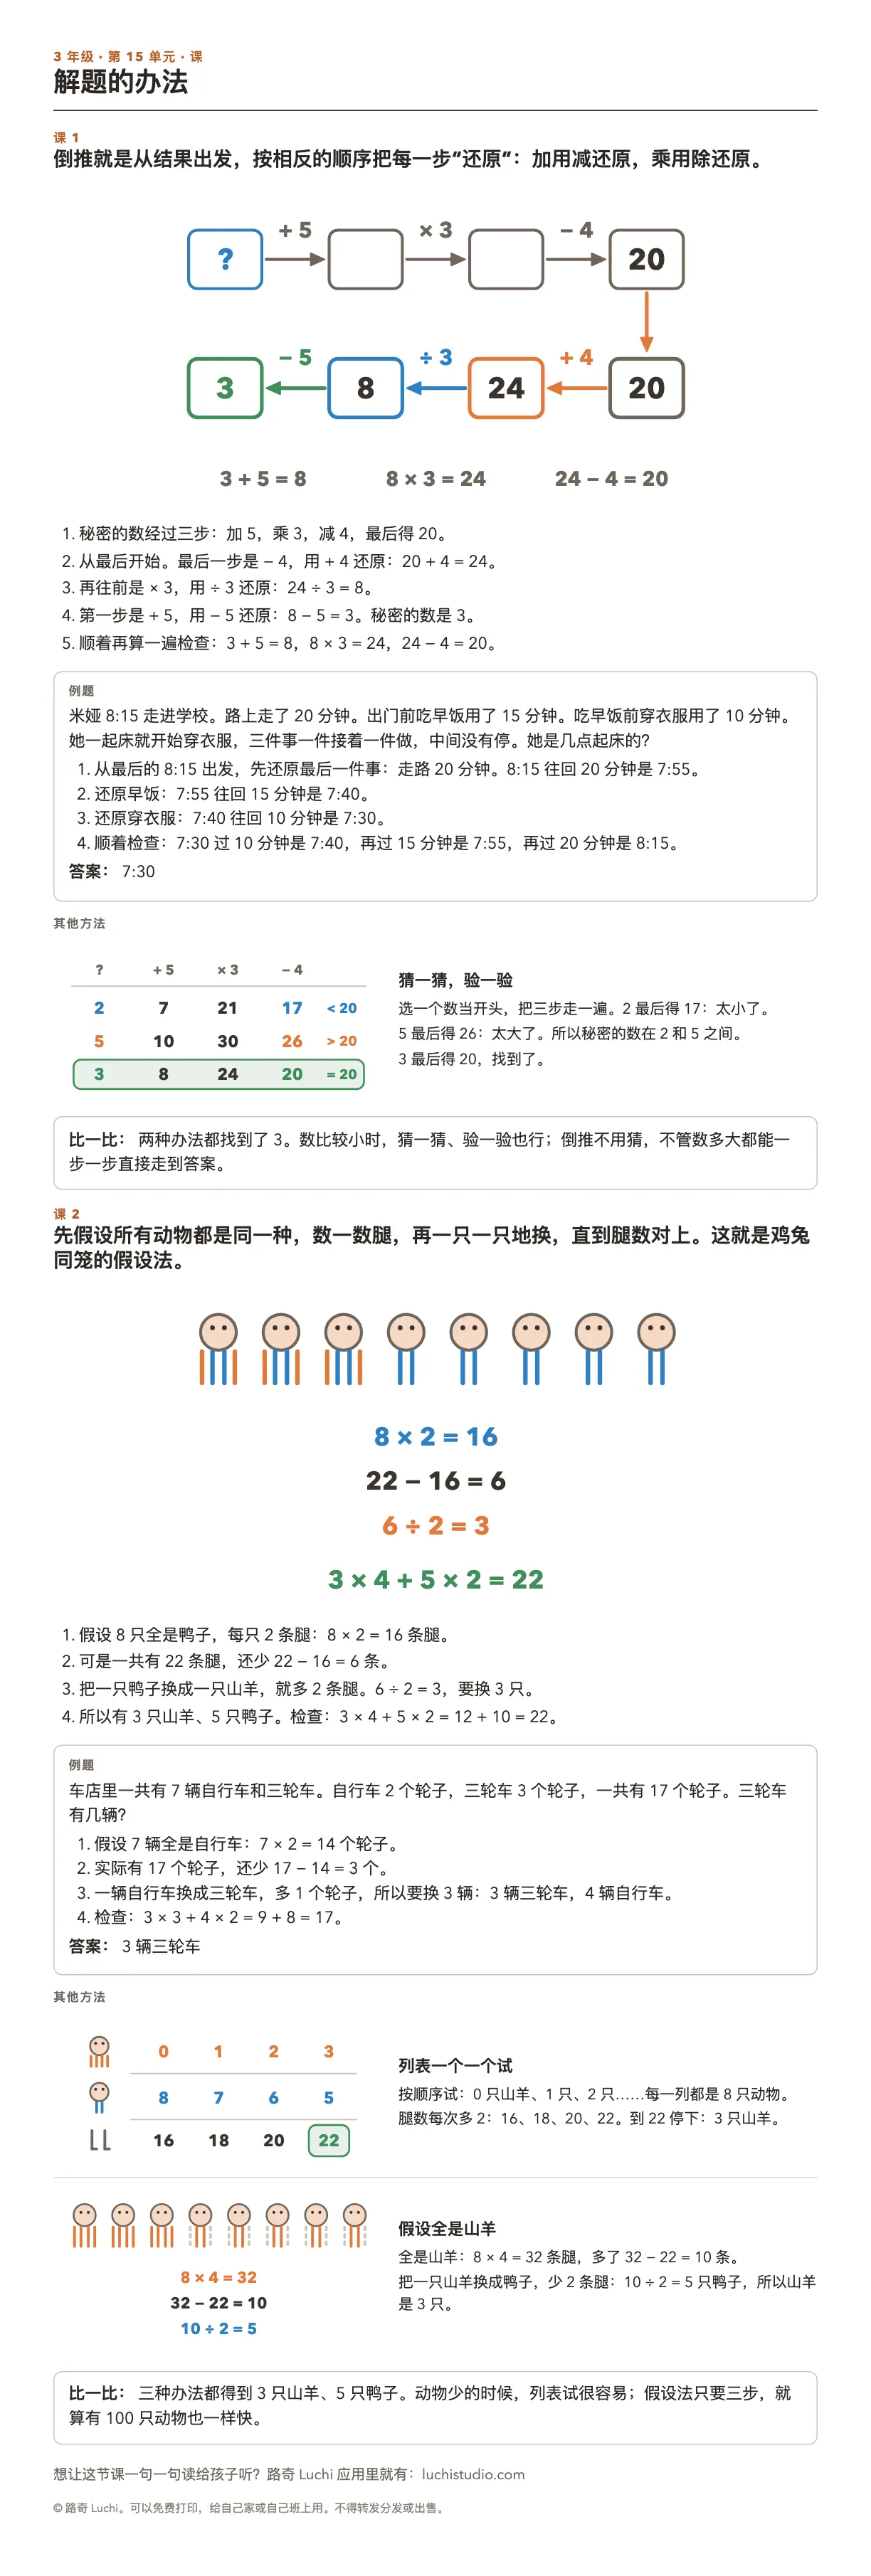 3 年级 · 第 15 单元 · 课
解题的办法
课 1
倒推就是从结果出发，按相反的顺序把每一步“还原”：加用减还原，乘用除还原。
+ 5 × 3 − 4
? 20
− 5 ÷ 3 + 4
3 8 24 20
3 + 5 = 8 8 × 3 = 24 24 − 4 = 20
1. 秘密的数经过三步：加 5，乘 3，减 4，最后得 20。
2. 从最后开始。最后一步是 − 4，用 + 4 还原：20 + 4 = 24。
3. 再往前是 × 3，用 ÷ 3 还原：24 ÷ 3 = 8。
4. 第一步是 + 5，用 − 5 还原：8 − 5 = 3。秘密的数是 3。
5. 顺着再算一遍检查：3 + 5 = 8，8 × 3 = 24，24 − 4 = 20。
例题
米娅 8:15 走进学校。路上走了 20 分钟。出门前吃早饭用了 15 分钟。吃早饭前穿衣服用了 10 分钟。
她一起床就开始穿衣服，三件事一件接着一件做，中间没有停。她是几点起床的？
1. 从最后的 8:15 出发，先还原最后一件事：走路 20 分钟。8:15 往回 20 分钟是 7:55。
2. 还原早饭：7:55 往回 15 分钟是 7:40。
3. 还原穿衣服：7:40 往回 10 分钟是 7:30。
4. 顺着检查：7:30 过 10 分钟是 7:40，再过 15 分钟是 7:55，再过 20 分钟是 8:15。
答案： 7:30
其他方法
? + 5 × 3 − 4
2 7 21 17 < 20
5 10 30 26 > 20
3 8 24 20 = 20
猜一猜，验一验
选一个数当开头，把三步走一遍。2 最后得 17：太小了。
5 最后得 26：太大了。所以秘密的数在 2 和 5 之间。
3 最后得 20，找到了。
比一比： 两种办法都找到了 3。数比较小时，猜一猜、验一验也行；倒推不用猜，不管数多大都能一
步一步直接走到答案。
课 2
先假设所有动物都是同一种，数一数腿，再一只一只地换，直到腿数对上。这就是鸡兔
同笼的假设法。
8 × 2 = 16
22 − 16 = 6
6 ÷ 2 = 3
3 × 4 + 5 × 2 = 22
1. 假设 8 只全是鸭子，每只 2 条腿：8 × 2 = 16 条腿。
2. 可是一共有 22 条腿，还少 22 − 16 = 6 条。
3. 把一只鸭子换成一只山羊，就多 2 条腿。6 ÷ 2 = 3，要换 3 只。
4. 所以有 3 只山羊、5 只鸭子。检查：3 × 4 + 5 × 2 = 12 + 10 = 22。
例题
车店里一共有 7 辆自行车和三轮车。自行车 2 个轮子，三轮车 3 个轮子，一共有 17 个轮子。三轮车
有几辆？
1. 假设 7 辆全是自行车：7 × 2 = 14 个轮子。
2. 实际有 17 个轮子，还少 17 − 14 = 3 个。
3. 一辆自行车换成三轮车，多 1 个轮子，所以要换 3 辆：3 辆三轮车，4 辆自行车。
4. 检查：3 × 3 + 4 × 2 = 9 + 8 = 17。
答案： 3 辆三轮车
其他方法
0 1 2 3
8 7 6 5
16 18 20 22
列表一个一个试
按顺序试：0 只山羊、1 只、2 只……每一列都是 8 只动物。
腿数每次多 2：16、18、20、22。到 22 停下：3 只山羊。
8 × 4 = 32
32 − 22 = 10
10 ÷ 2 = 5
假设全是山羊
全是山羊：8 × 4 = 32 条腿，多了 32 − 22 = 10 条。
把一只山羊换成鸭子，少 2 条腿：10 ÷ 2 = 5 只鸭子，所以山羊
是 3 只。
比一比： 三种办法都得到 3 只山羊、5 只鸭子。动物少的时候，列表试很容易；假设法只要三步，就
算有 100 只动物也一样快。
想让这节课一句一句读给孩子听？路奇 Luchi 应用里就有：luchistudio.com
© 路奇 Luchi。可以免费打印，给自己家或自己班上用。不得转发分发或出售。